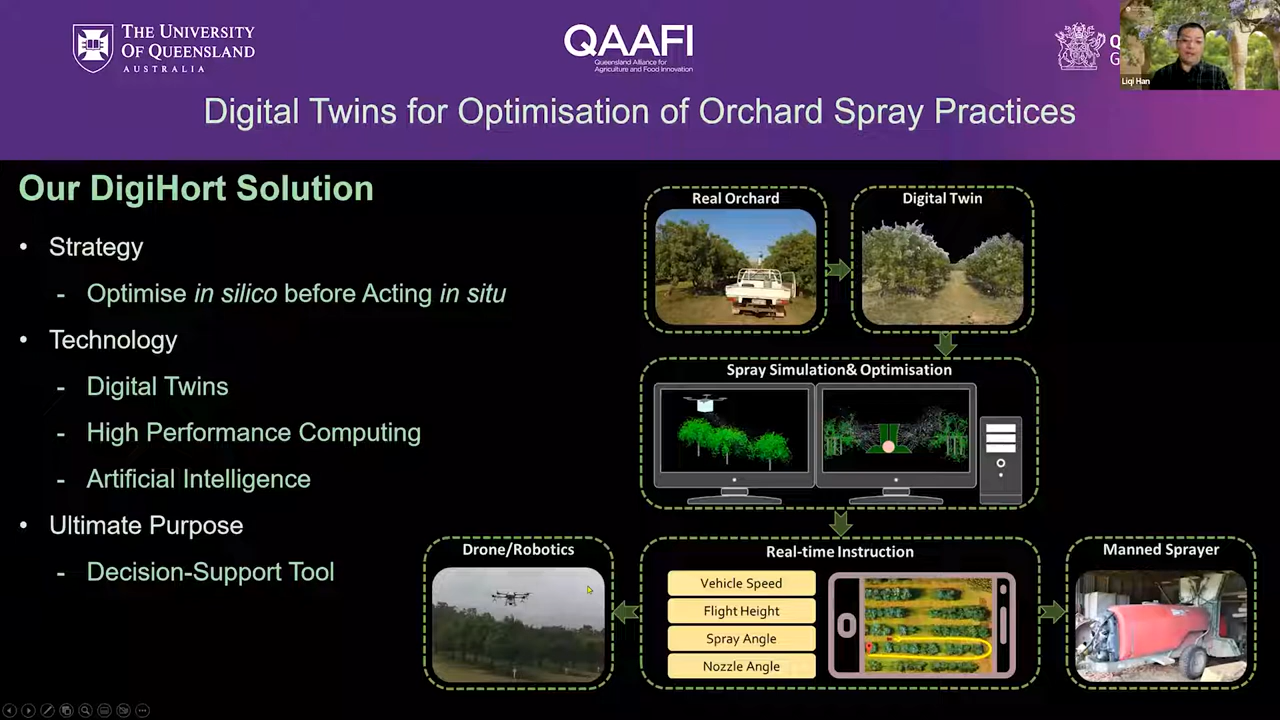 THE UNIVERSITY
OF QUEENSLAND
AUSTRALIA
QAAFI
Queensland Alliance for
Agriculture and Food Innovation
Liqi Han
Digital Twins for Optimisation of Orchard Spray Practices
Our DigiHort Solution
• Strategy
- Optimise in silico before Acting in situ
• Technology
- Digital Twins
- High Performance Computing
- Artificial Intelligence
• Ultimate Purpose
- Decision-Support Tool
Real Orchard
Digital Twin
Spray Simulation& Optimisation
Drone/Robotics
Real-time Instruction
Vehicle Speed
Flight Height
Spray Angle
Nozzle Angle
Manned Sprayer